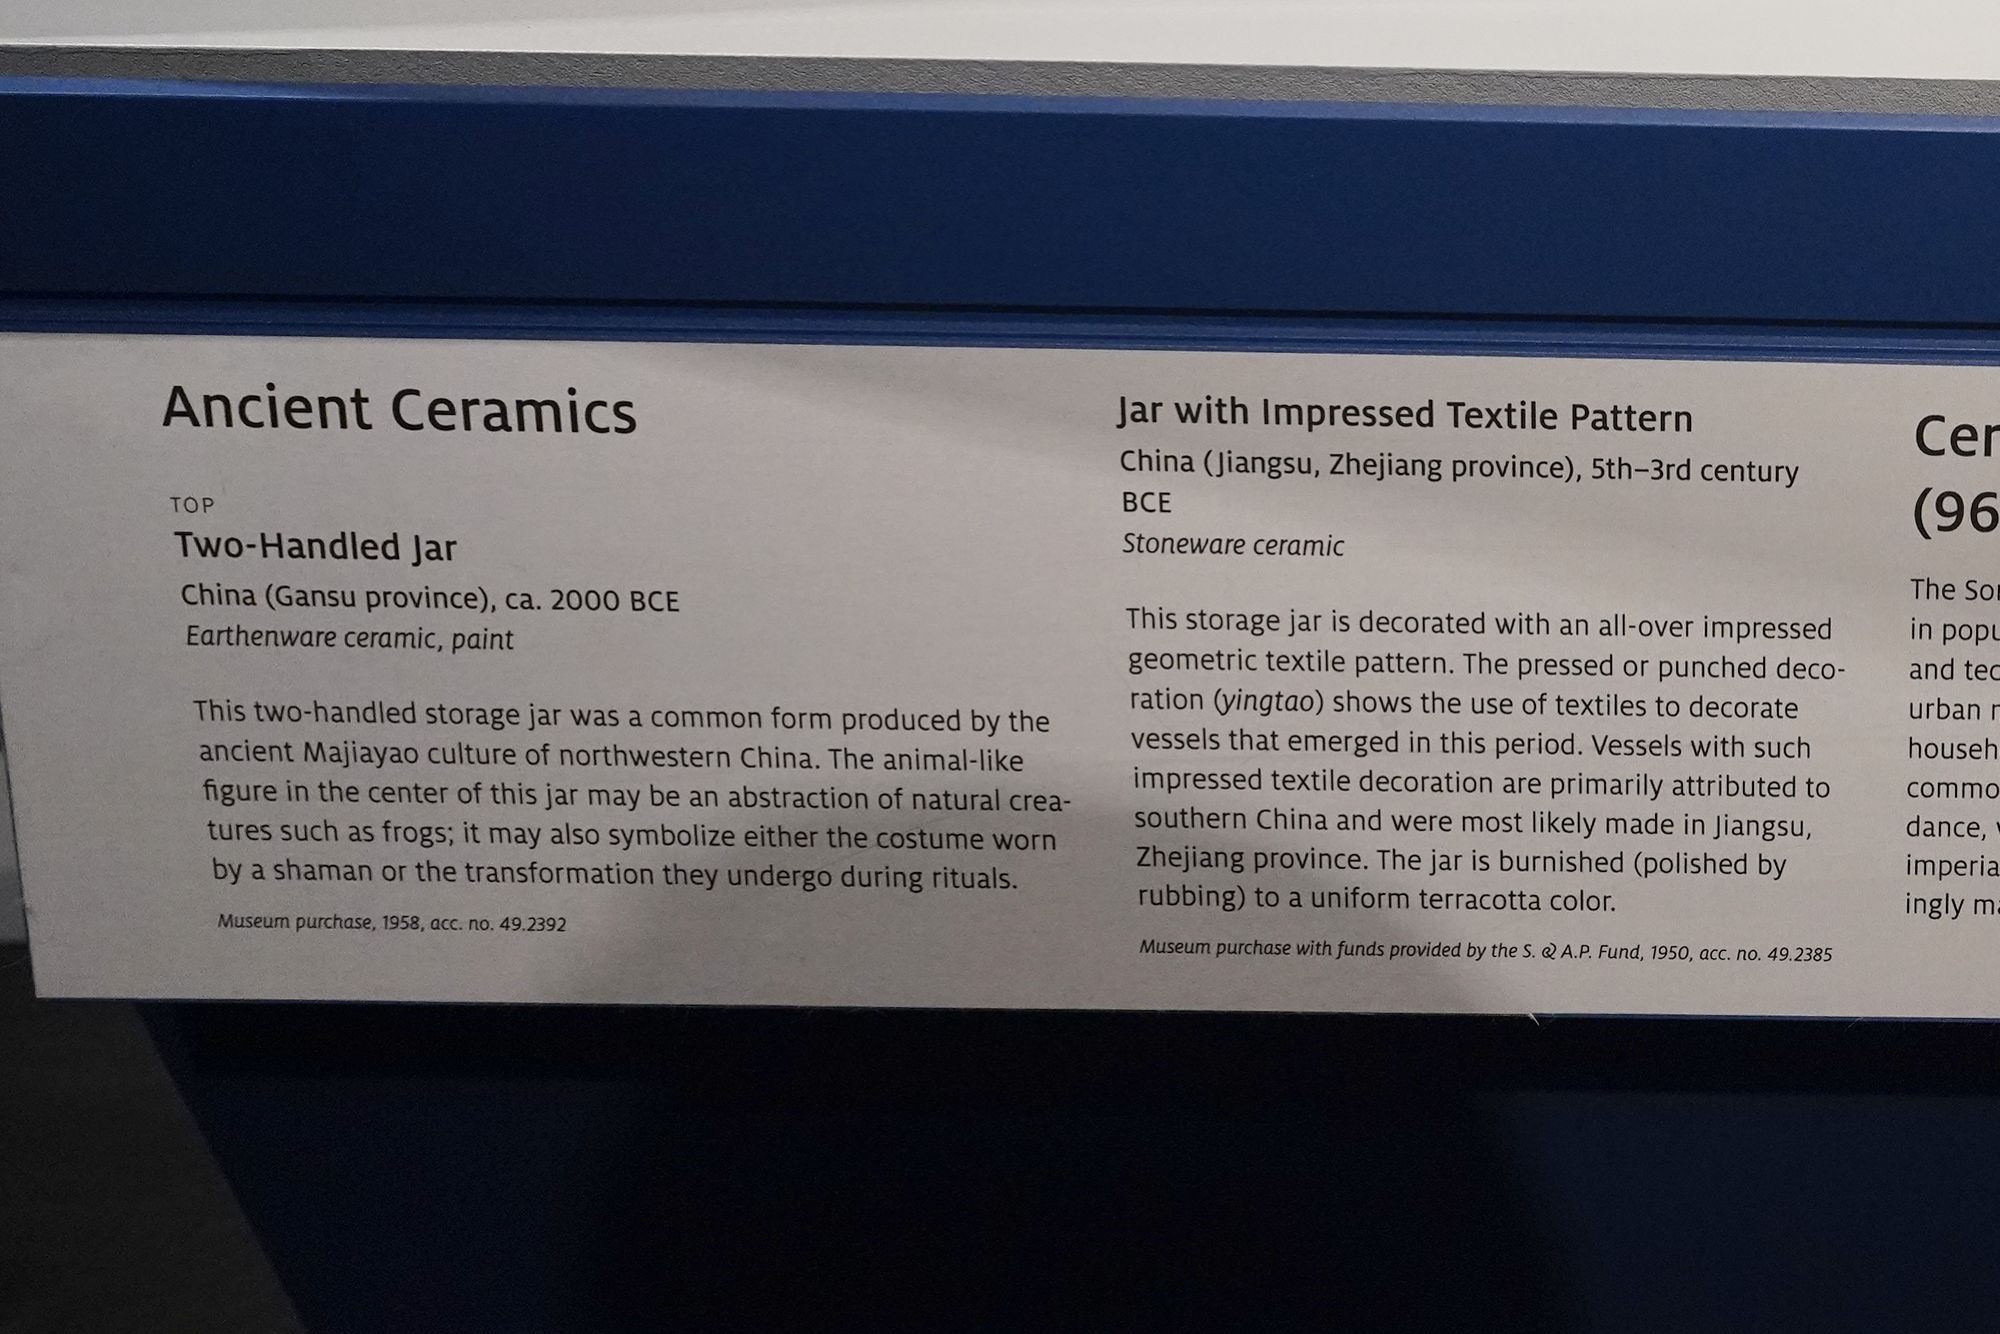 Ancient Ceramics
TOP
Two-Handled Jar
China (Gansu province), ca. 2000 BCE
Earthenware ceramic, paint
This two-handled storage jar was a common form produced by the
ancient Majiayao culture of northwestern China. The animal-like
figure in the center of this jar may be an abstraction of natural crea-
tures such as frogs; it may also symbolize either the costume worn
by a shaman or the transformation they undergo during rituals.
Museum purchase, 1958, acc. no. 49.2392
Jar with Impressed Textile Pattern
China (Jiangsu, Zhejiang province), 5th–3rd century
BCE
Stoneware ceramic
This storage jar is decorated with an all-over impressed
geometric textile pattern. The pressed or punched deco-
ration (yingtao) shows the use of textiles to decorate
vessels that emerged in this period. Vessels with such
impressed textile decoration are primarily attributed to
southern China and were most likely made in Jiangsu,
Zhejiang province. The jar is burnished (polished by
rubbing) to a uniform terracotta color.
Museum purchase with funds provided by the S. & A.P. Fund, 1950, acc. no. 49.2385
(96
The
in
and
urban
dance,
ingly